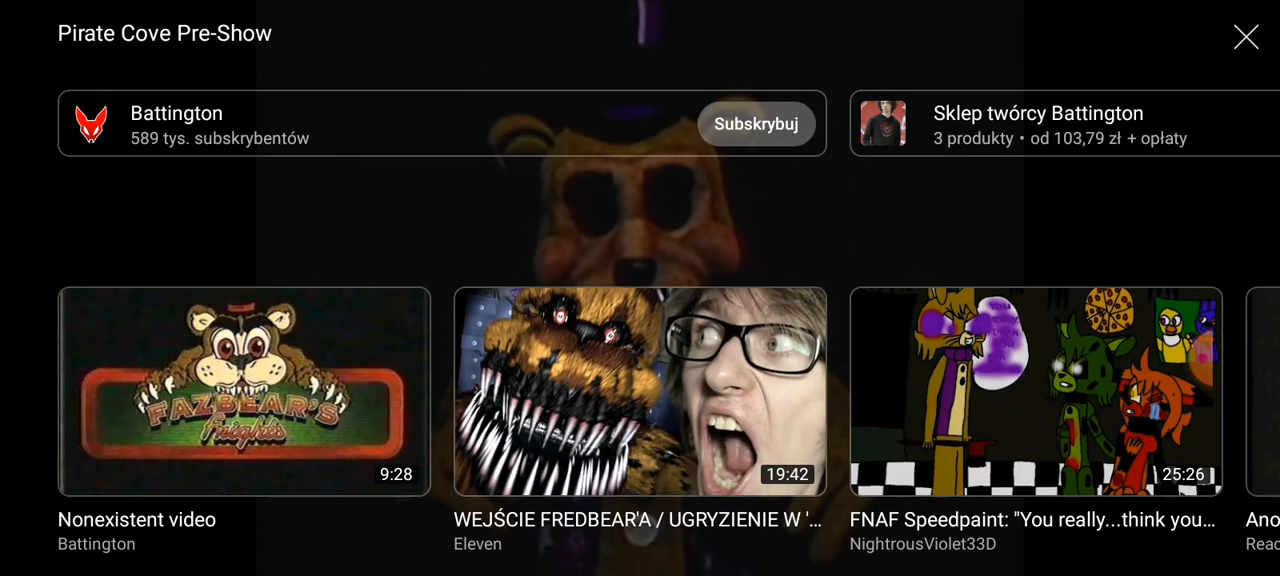 Pirate Cove Pre-Show
Battington
589 tys. subskrybentów
Subskrybuj
Sklep twórcy Battington
3 produkty • od 103,79 zł + opłaty
FAZBEAR'S
Frights
9:28
19:42
25:26
Nonexistent video
Battington
WEJŚCIE FREDBEAR'A / UGRYZIENIE W '...
Eleven
FNAF Speedpaint: "You really...think you...
NightrousViolet33D
Ano
Reac